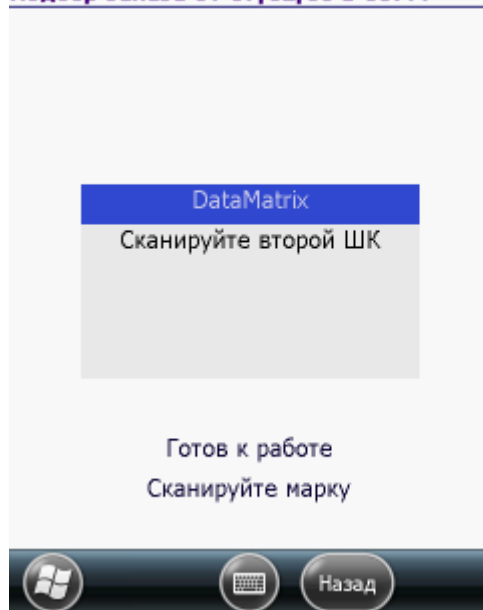 DataMatrix
Сканируйте второй ШК
Готов к работе
Сканируйте марку
Назад